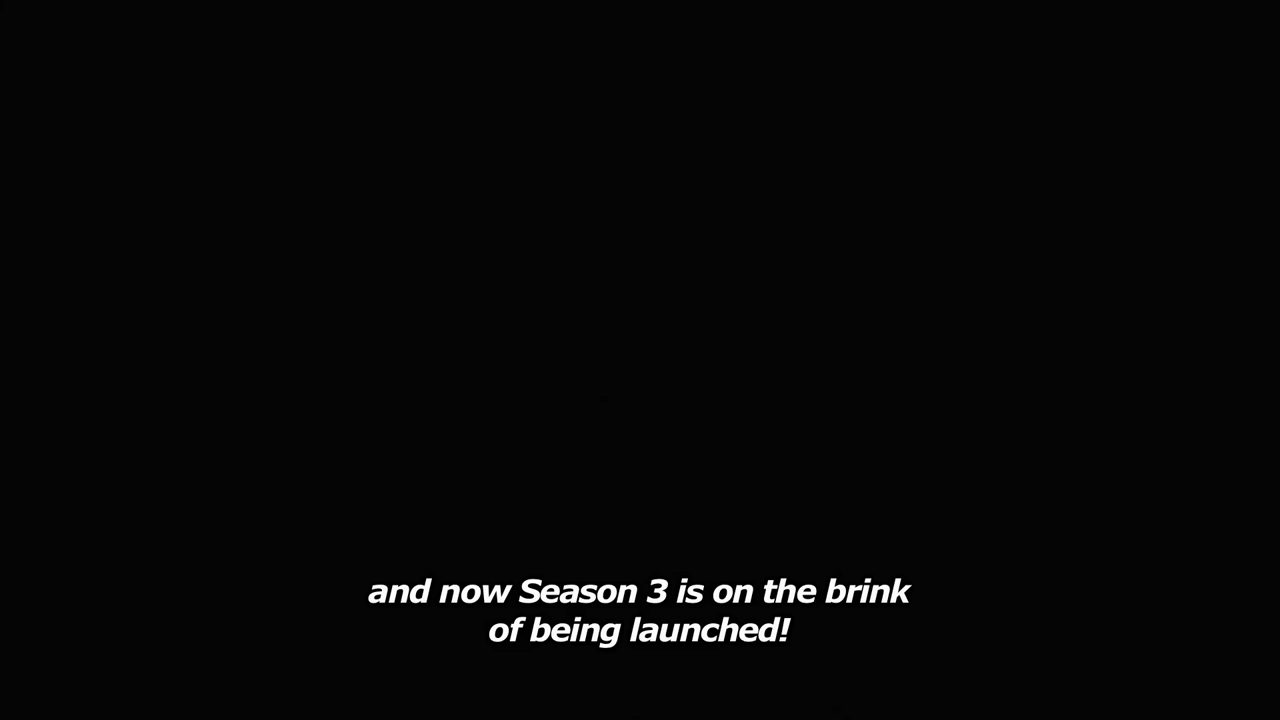 and now Season 3 is on the brink
of being launched!